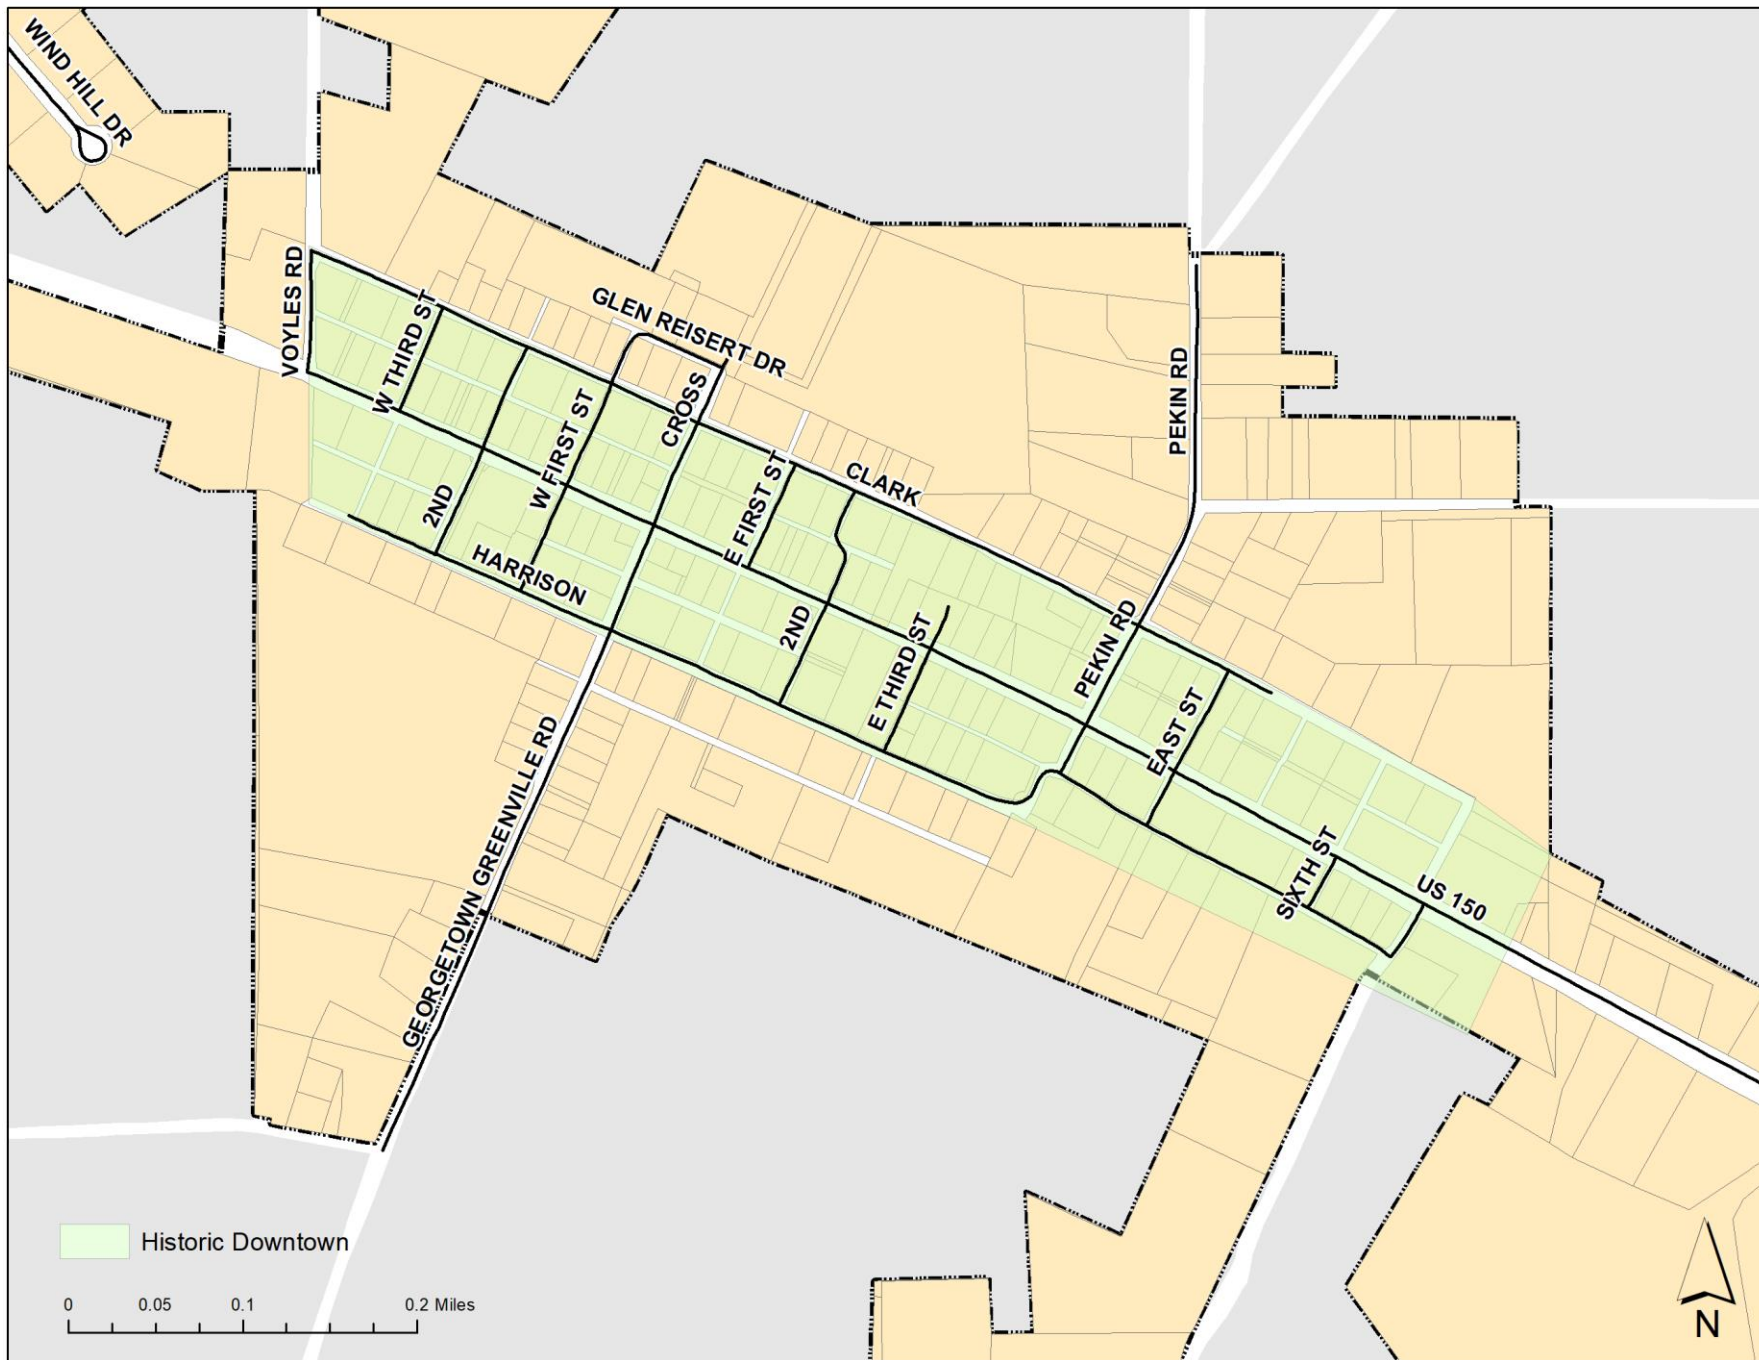 WIND HILL DR
VOYLES RD
W THIRD ST
GLEN REISERT DR
CROSS
W FIRST ST
2ND
HARRISON
E FIRST ST
CLARK
PEKIN RD
2ND
E THIRD ST
PEKIN RD
EAST ST
SIXTH ST
US 150
GEORGETOWN GREENVILLE RD
Historic Downtown
0 0.05 0.1 0.2 Miles
N